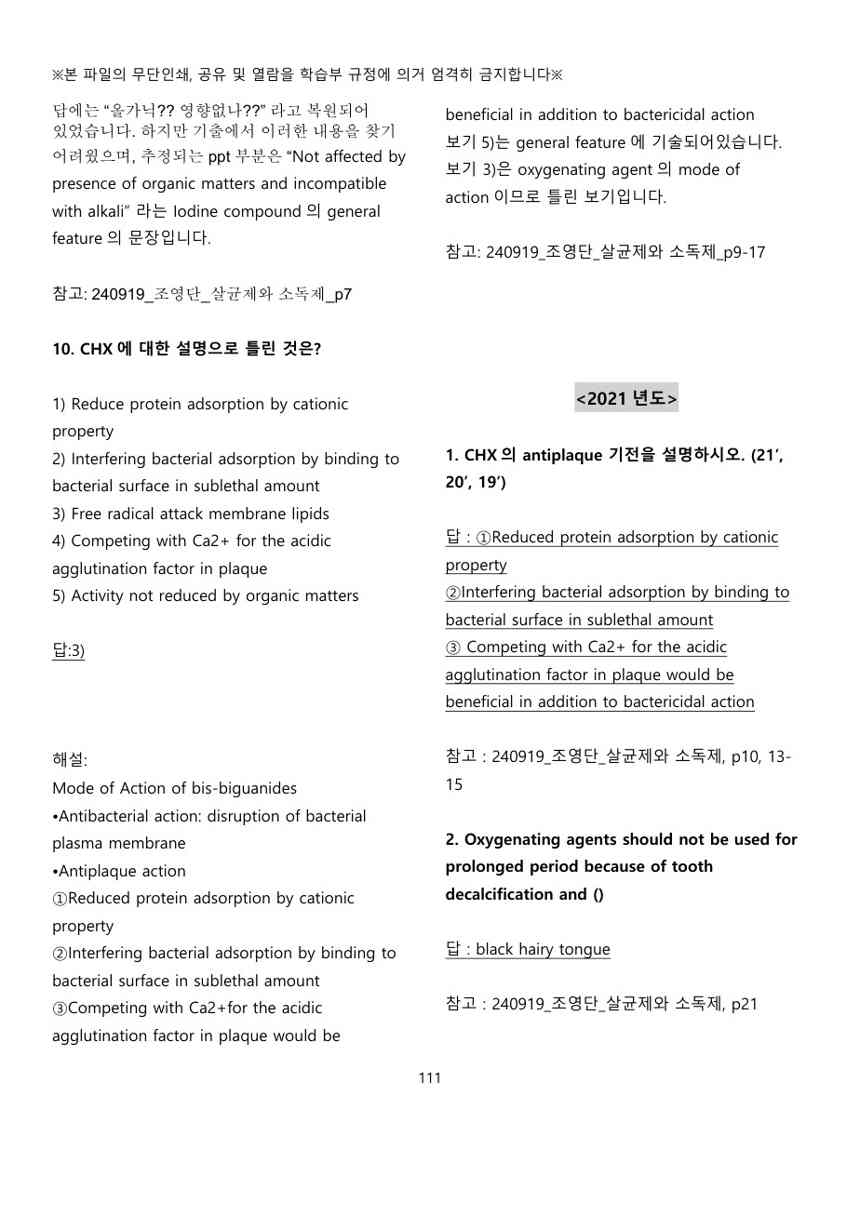 ※본 파일의 무단인쇄, 공유 및 열람을 학습부 규정에 의거 엄격히 금지합니다※
답에는 “올가닉?? 영향없나??” 라고 복원되어
있었습니다. 하지만 기출에서 이러한 내용을 찾기
어려웠으며, 추정되는 ppt 부분은 “Not affected by
presence of organic matters and incompatible
with alkali” 라는 Iodine compound 의 general
feature 의 문장입니다.
참고: 240919_조영단_살균제와 소독제_p7
10. CHX 에 대한 설명으로 틀린 것은?
1) Reduce protein adsorption by cationic
property
2) Interfering bacterial adsorption by binding to
bacterial surface in sublethal amount
3) Free radical attack membrane lipids
4) Competing with Ca2+ for the acidic
agglutination factor in plaque
5) Activity not reduced by organic matters
답:3)
해설:
Mode of Action of bis-biguanides
•Antibacterial action: disruption of bacterial
plasma membrane
•Antiplaque action
①Reduced protein adsorption by cationic
property
②Interfering bacterial adsorption by binding to
bacterial surface in sublethal amount
③Competing with Ca2+for the acidic
agglutination factor in plaque would be
beneficial in addition to bactericidal action
보기 5)는 general feature 에 기술되어있습니다.
보기 3)은 oxygenating agent 의 mode of
action 이므로 틀린 보기입니다.
참고: 240919_조영단_살균제와 소독제_p9-17
<2021 년도>
1. CHX 의 antiplaque 기전을 설명하시오. (21’,
20’, 19’)
답 : ①Reduced protein adsorption by cationic
property
②Interfering bacterial adsorption by binding to
bacterial surface in sublethal amount
③ Competing with Ca2+ for the acidic
agglutination factor in plaque would be
beneficial in addition to bactericidal action
참고 : 240919_조영단_살균제와 소독제, p10, 13-
15
2. Oxygenating agents should not be used for
prolonged period because of tooth
decalcification and ()
답 : black hairy tongue
참고 : 240919_조영단_살균제와 소독제, p21
111